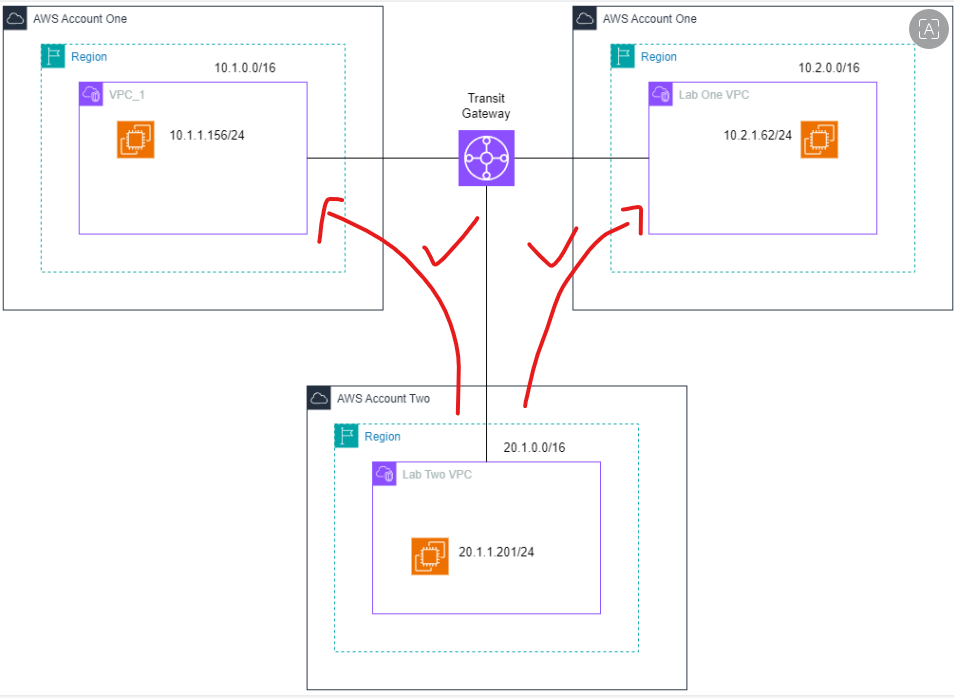 AWS Account One
Region
10.1.0.0/16
VPC_1
10.1.1.156/24
Transit
Gateway
AWS Account One
Region
10.2.0.0/16
Lab One VPC
10.2.1.62/24
AWS Account Two
Region
20.1.0.0/16
Lab Two VPC
20.1.1.201/24